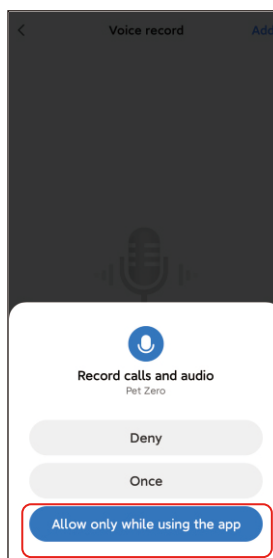 Voice record
Add
Record calls and audio
Pet Zero
Deny
Once
Allow only while using the app